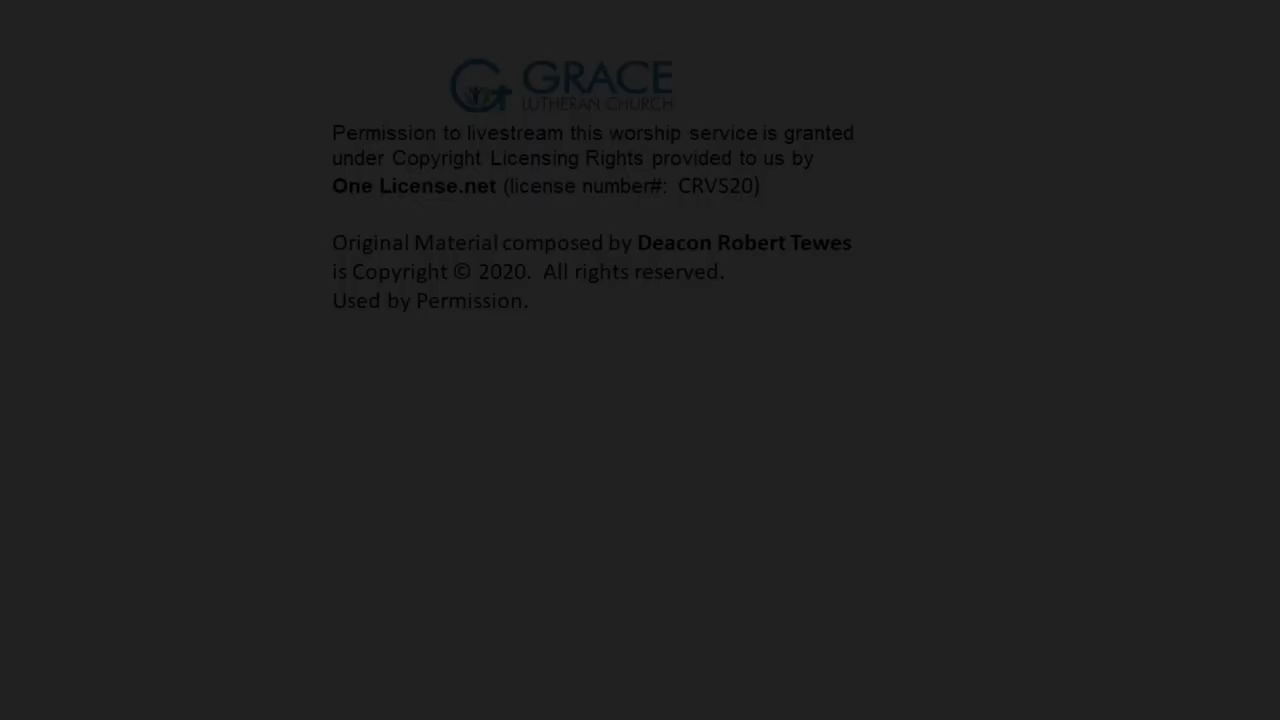 GRACE
LUTHERAN CHURCH
Permission to livestream this worship service is granted
under Copyright Licensing Rights provided to us by
One License.net (license number#: CRVS20)
Original Material composed by Deacon Robert Tewes
is Copyright © 2020. All rights reserved.
Used by Permission.